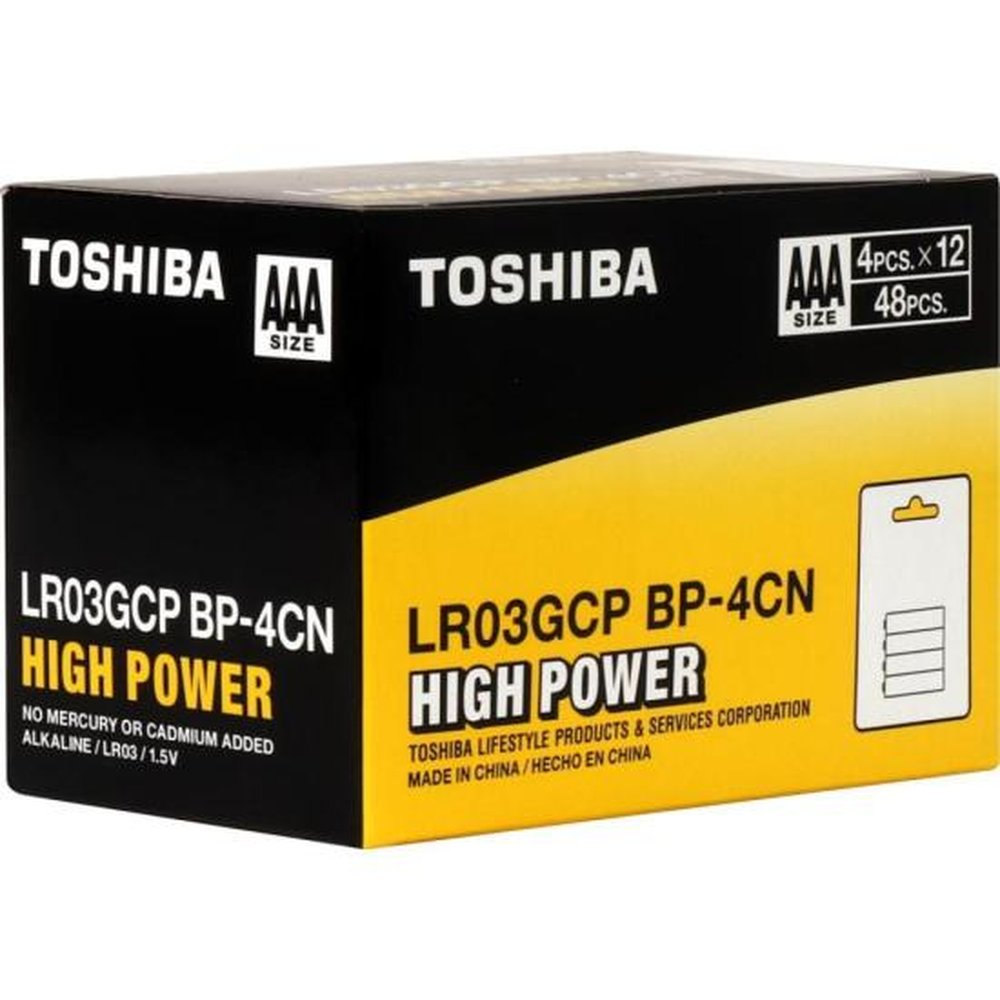 TOSHIBA
AAA
SIZE
LR03GCP BP-4CN
HIGH POWER
NO MERCURY OR CADMIUM ADDED
ALKALINE / LR03 / 1.5V
TOSHIBA
AAA
SIZE
4PCS.×12
48PCS.
LR03GCP BP-4CN
HIGH POWER
TOSHIBA LIFESTYLE PRODUCTS & SERVICES CORPORATION
MADE IN CHINA / HECHO EN CHINA